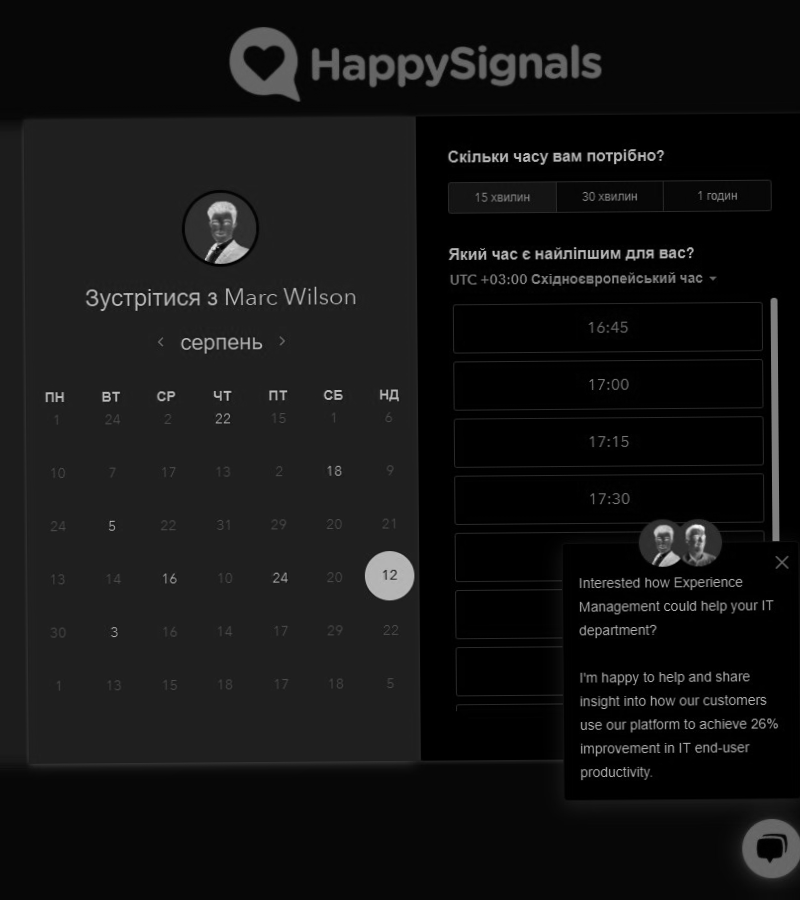 HappySignals
Зустрітися з Marc Wilson
серпень
ПН ВТ СР ЧТ ПТ СБ НД
1 24 2 22 15 1 6
10 7 17 13 2 18 9
24 5 22 31 29 20 21
13 14 16 10 24 20 12
30 3 16 14 17 29 22
1 13 15 18 17 18 5
Скільки часу вам потрібно?
15 хвилин 30 хвилин 1 годин
Який час є найліпшим для вас?
UTC +03:00 Східноєвропейський час
16:45
17:00
17:15
17:30
Interested how Experience
Management could help your IT
department?
I'm happy to help and share
insight into how our customers
use our platform to achieve 26%
improvement in IT end-user
productivity.